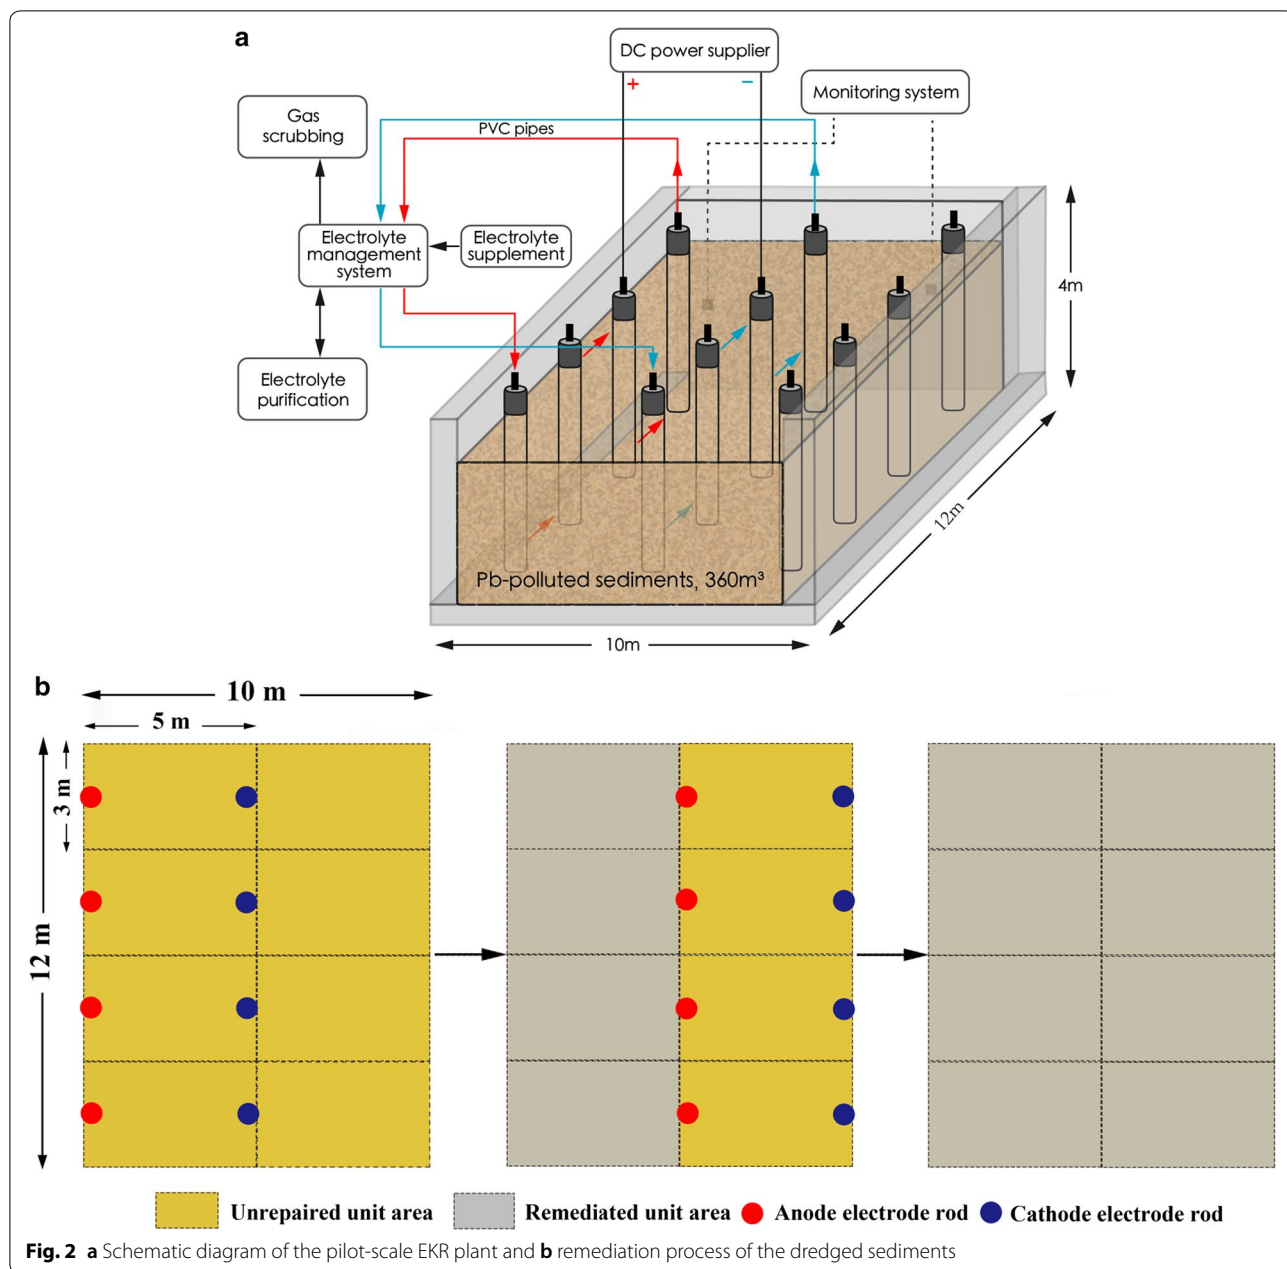 a
DC power supplier
+
−
Monitoring system
Gas
scrubbing
PVC pipes
Electrolyte
management
system
Electrolyte
supplement
4m
Electrolyte
purification
12m
Pb-polluted sediments, 360m³
10m
b
10 m
5 m
3 m
12 m
Unrepaired unit area
Remediated unit area
Anode electrode rod
Cathode electrode rod
Fig. 2 a Schematic diagram of the pilot-scale EKR plant and b remediation process of the dredged sediments